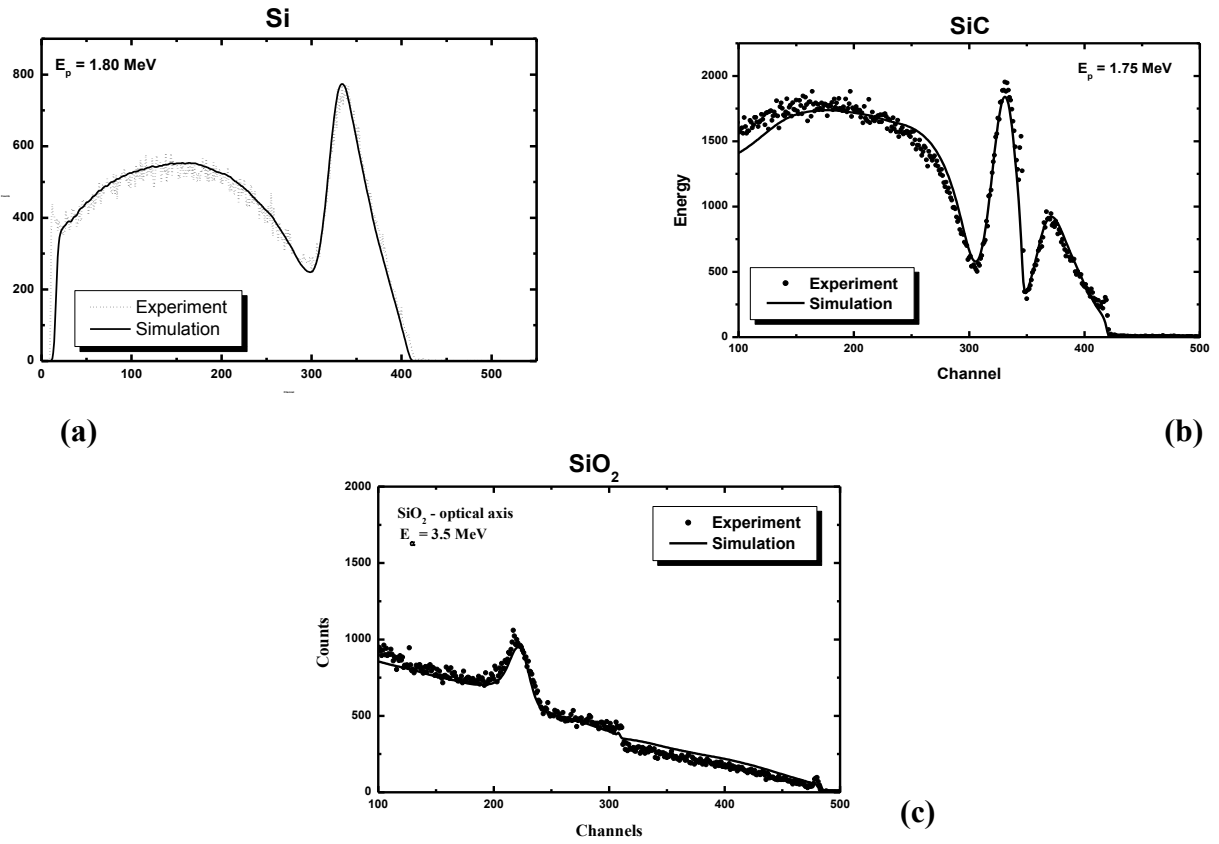 Si
E_p = 1.80 MeV
800
600
400
200
0
Experiment
Simulation
0 100 200 300 400 500
(a)
SiC
E_p = 1.75 MeV
2000
1500
1000
500
0
Energy
Experiment
Simulation
100 200 300 400 500
Channel
(b)
SiO₂
SiO₂ - optical axis
E_α = 3.5 MeV
2000
1500
1000
500
0
Counts
Experiment
Simulation
100 200 300 400 500
Channels
(c)